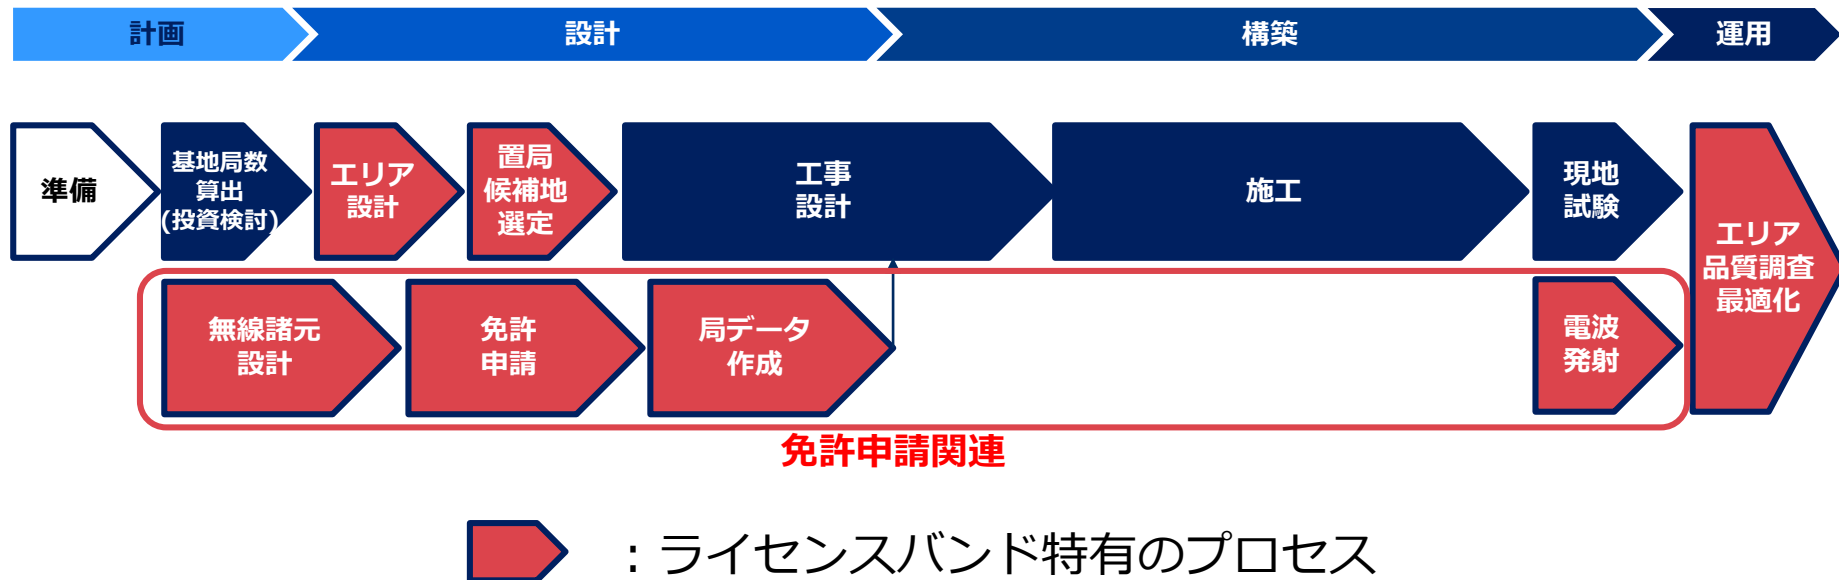 計画
設計
構築
運用
準備
基地局数
算出
(投資検討)
エリア
設計
置局
候補地
選定
工事
設計
施工
現地
試験
エリア
品質調査
最適化
無線諸元
設計
免許
申請
局データ
作成
電波
発射
免許申請関連
：ライセンスバンド特有のプロセス